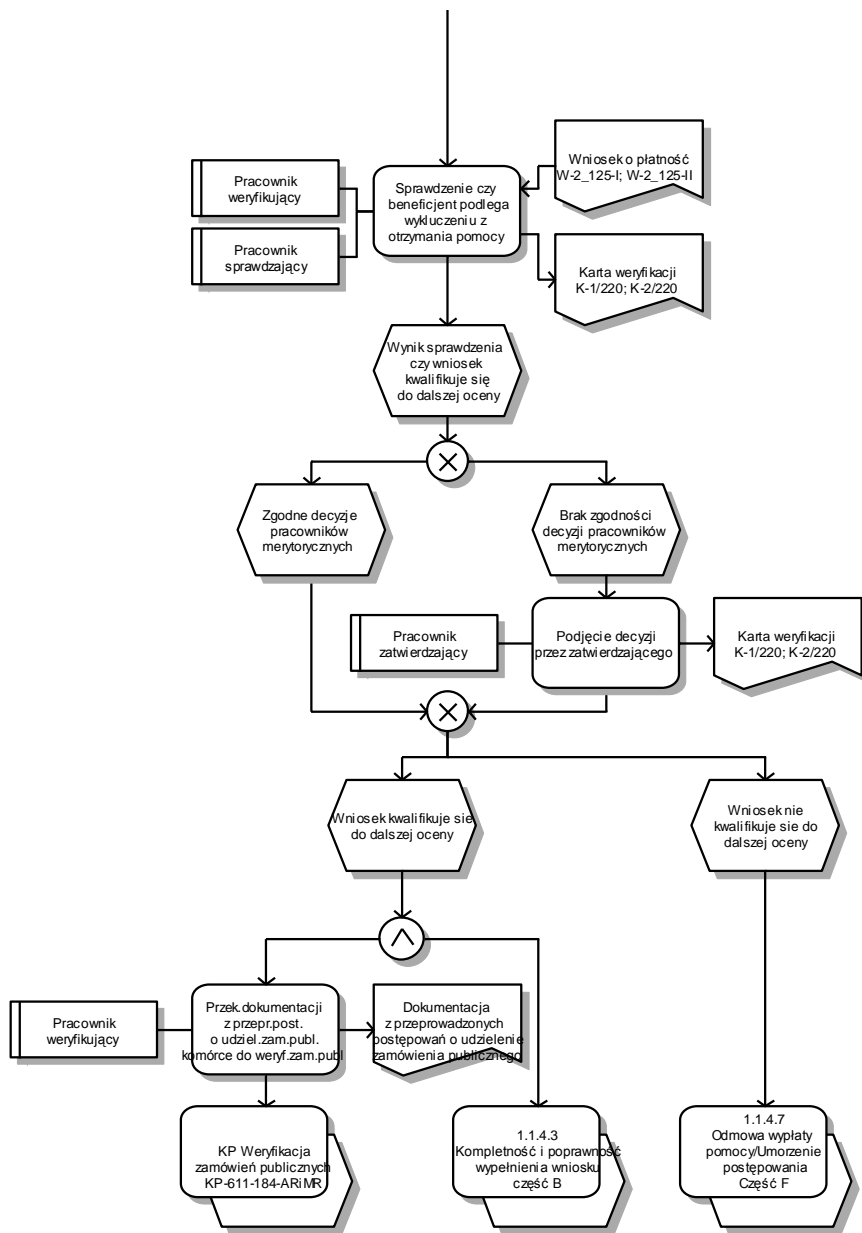 Pracownik
weryfikujący
Pracownik
sprawdzający
Sprawdzenie czy
beneficjent podlega
wykluczeniu z
otrzymania pomocy
Wniosek o płatność
W-2_125-I; W-2_125-II
Karta weryfikacji
K-1/220; K-2/220
Wynik sprawdzenia
czy wniosek
kwalifikuje się
do dalszej oceny
Zgodne decyzje
pracowników
merytorycznych
Brak zgodności
decyzji pracowników
merytorycznych
Pracownik
zatwierdzający
Podjęcie decyzji
przez zatwierdzającego
Karta weryfikacji
K-1/220; K-2/220
Wniosek kwalifikuje sie
do dalszej oceny
Wniosek nie
kwalifikuje sie do
dalszej oceny
Pracownik
weryfikujący
Przek.dokumentacji
z przepr.post.
o udziel.zam.publ.
komórce do weryf.zam.publ
Dokumentacja
z przeprowadzonych
postępowań o udzielenie
zamówienia publicznego
KP Weryfikacja
zamówień publicznych
KP-611-184-ARiMR
1.1.4.3
Kompletność i poprawność
wypełnienia wniosku
część B
1.1.4.7
Odmowa wypłaty
pomocy/Umorzenie
postępowania
Część F